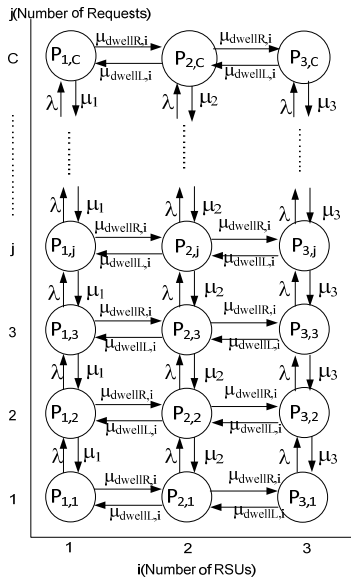 j(Number of Requests)
μdwellR,i μdwellR,i
C P1,C P2,C P3,C
μdwellL,i μdwellL,i
λ μ1 λ μ2 λ μ3
λ μ1 λ μ2 λ μ3
μdwellR,i μdwellR,i
j P1,j P2,j P3,j
μdwellL,i μdwellL,i
λ μ1 λ μ2 λ μ3
μdwellR,i μdwellR,i
3 P1,3 P2,3 P3,3
μdwellL,i μdwellL,i
λ μ1 λ μ2 λ μ3
μdwellR,i μdwellR,i
2 P1,2 P2,2 P3,2
μdwellL,i μdwellL,i
λ μ1 λ μ2 λ μ3
μdwellR,i μdwellR,i
1 P1,1 P2,1 P3,1
μdwellL,i μdwellL,i
1 2 3
i(Number of RSUs)